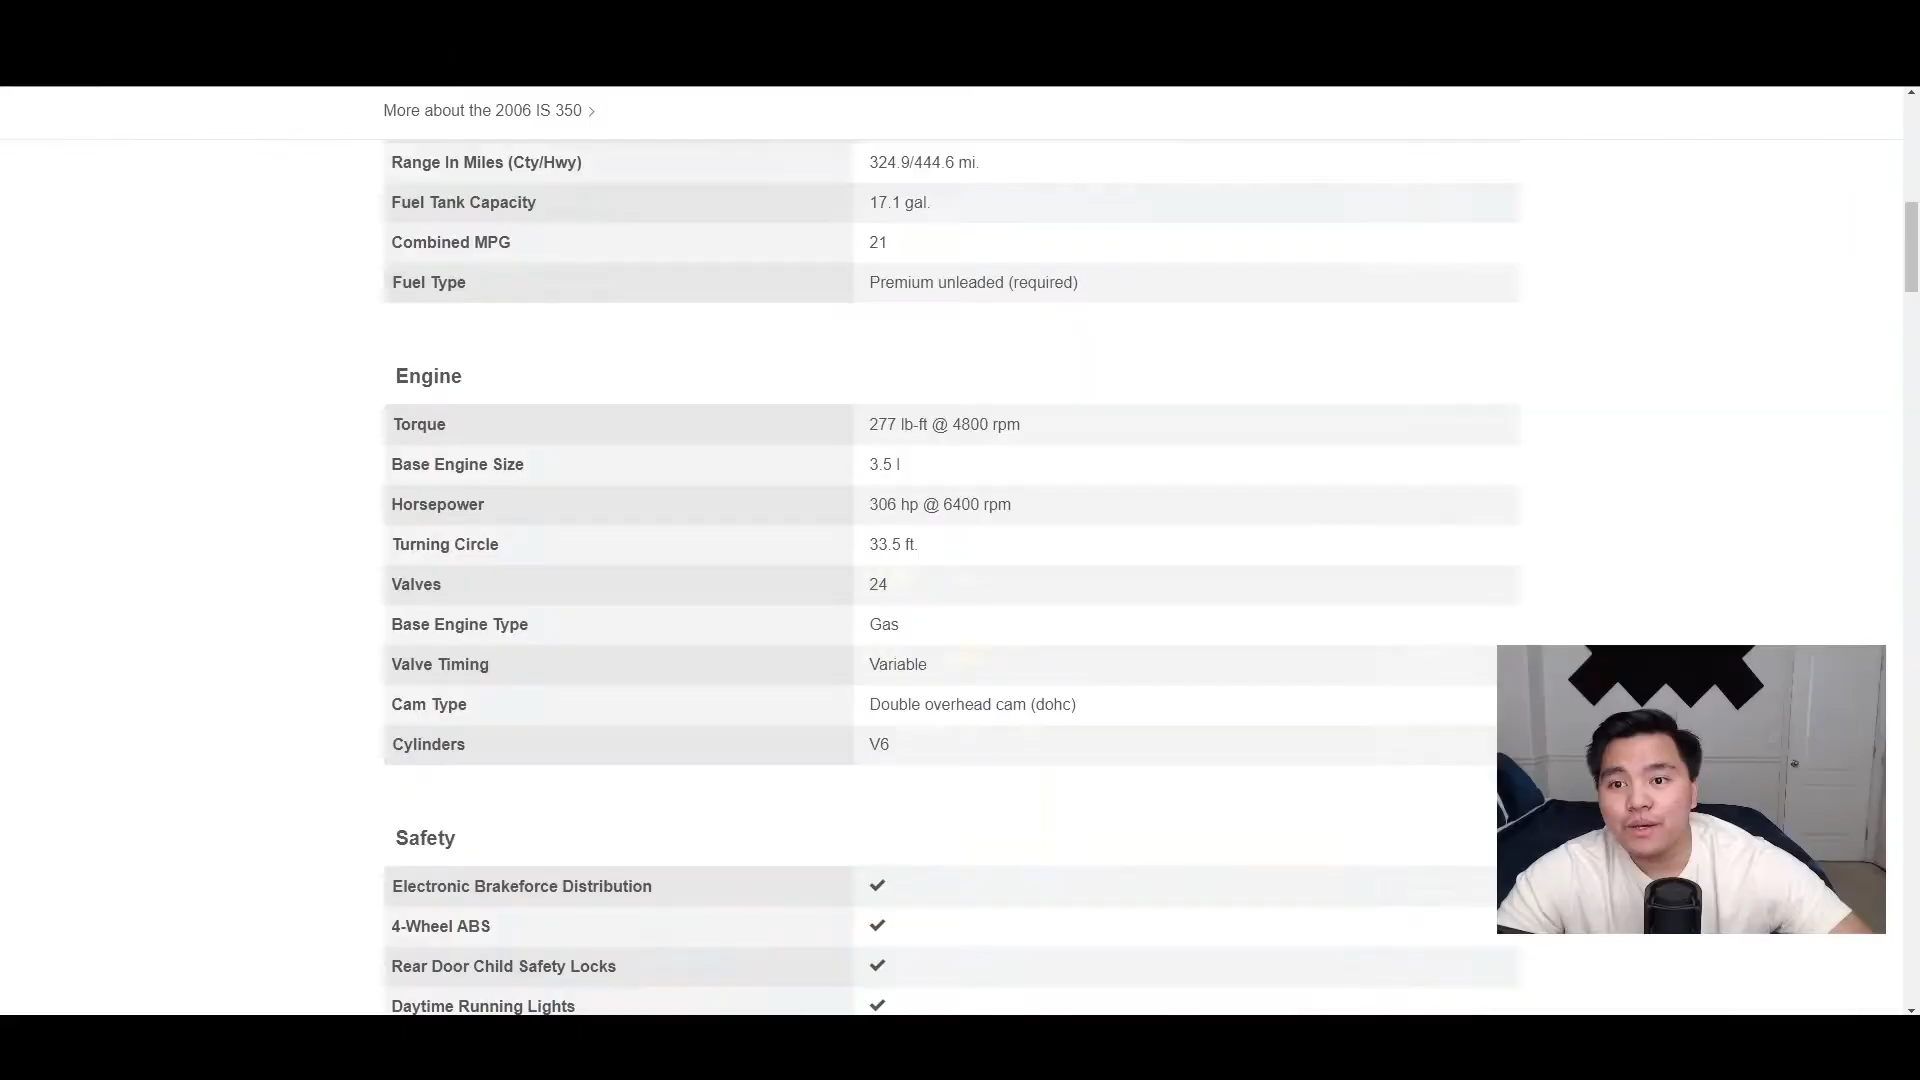 More about the 2006 IS 350 >
Range In Miles (Cty/Hwy) 324.9/444.6 mi.
Fuel Tank Capacity 17.1 gal.
Combined MPG 21
Fuel Type Premium unleaded (required)
Engine
Torque 277 lb-ft @ 4800 rpm
Base Engine Size 3.5 l
Horsepower 306 hp @ 6400 rpm
Turning Circle 33.5 ft.
Valves 24
Base Engine Type Gas
Valve Timing Variable
Cam Type Double overhead cam (dohc)
Cylinders V6
Safety
Electronic Brakeforce Distribution ✓
4-Wheel ABS ✓
Rear Door Child Safety Locks ✓
Daytime Running Lights ✓